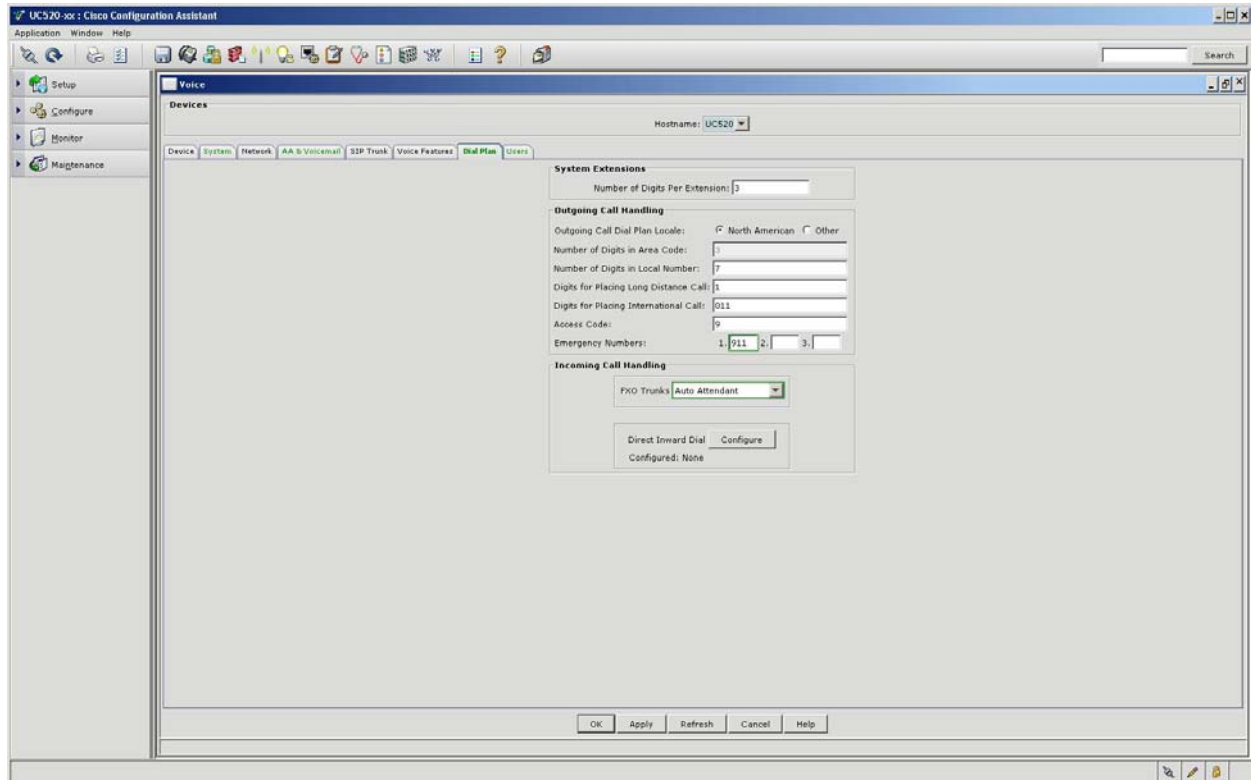 UC520-xx : Cisco Configuration Assistant
Application Window Help
Search
Setup
Configure
Monitor
Maintenance
Voice
Devices
Hostname: UC520
Device System Network AA & Voicemail SIP Trunk Voice Features Dial Plan Users
System Extensions
Number of Digits Per Extension: 3
Outgoing Call Handling
Outgoing Call Dial Plan Locale: North American Other
Number of Digits in Area Code: 3
Number of Digits in Local Number: 7
Digits for Placing Long Distance Call: 1
Digits for Placing International Call: 011
Access Code: 9
Emergency Numbers: 1. 911 2. 3.
Incoming Call Handling
FXO Trunks Auto Attendant
Direct Inward Dial Configure
Configured: None
OK Apply Refresh Cancel Help